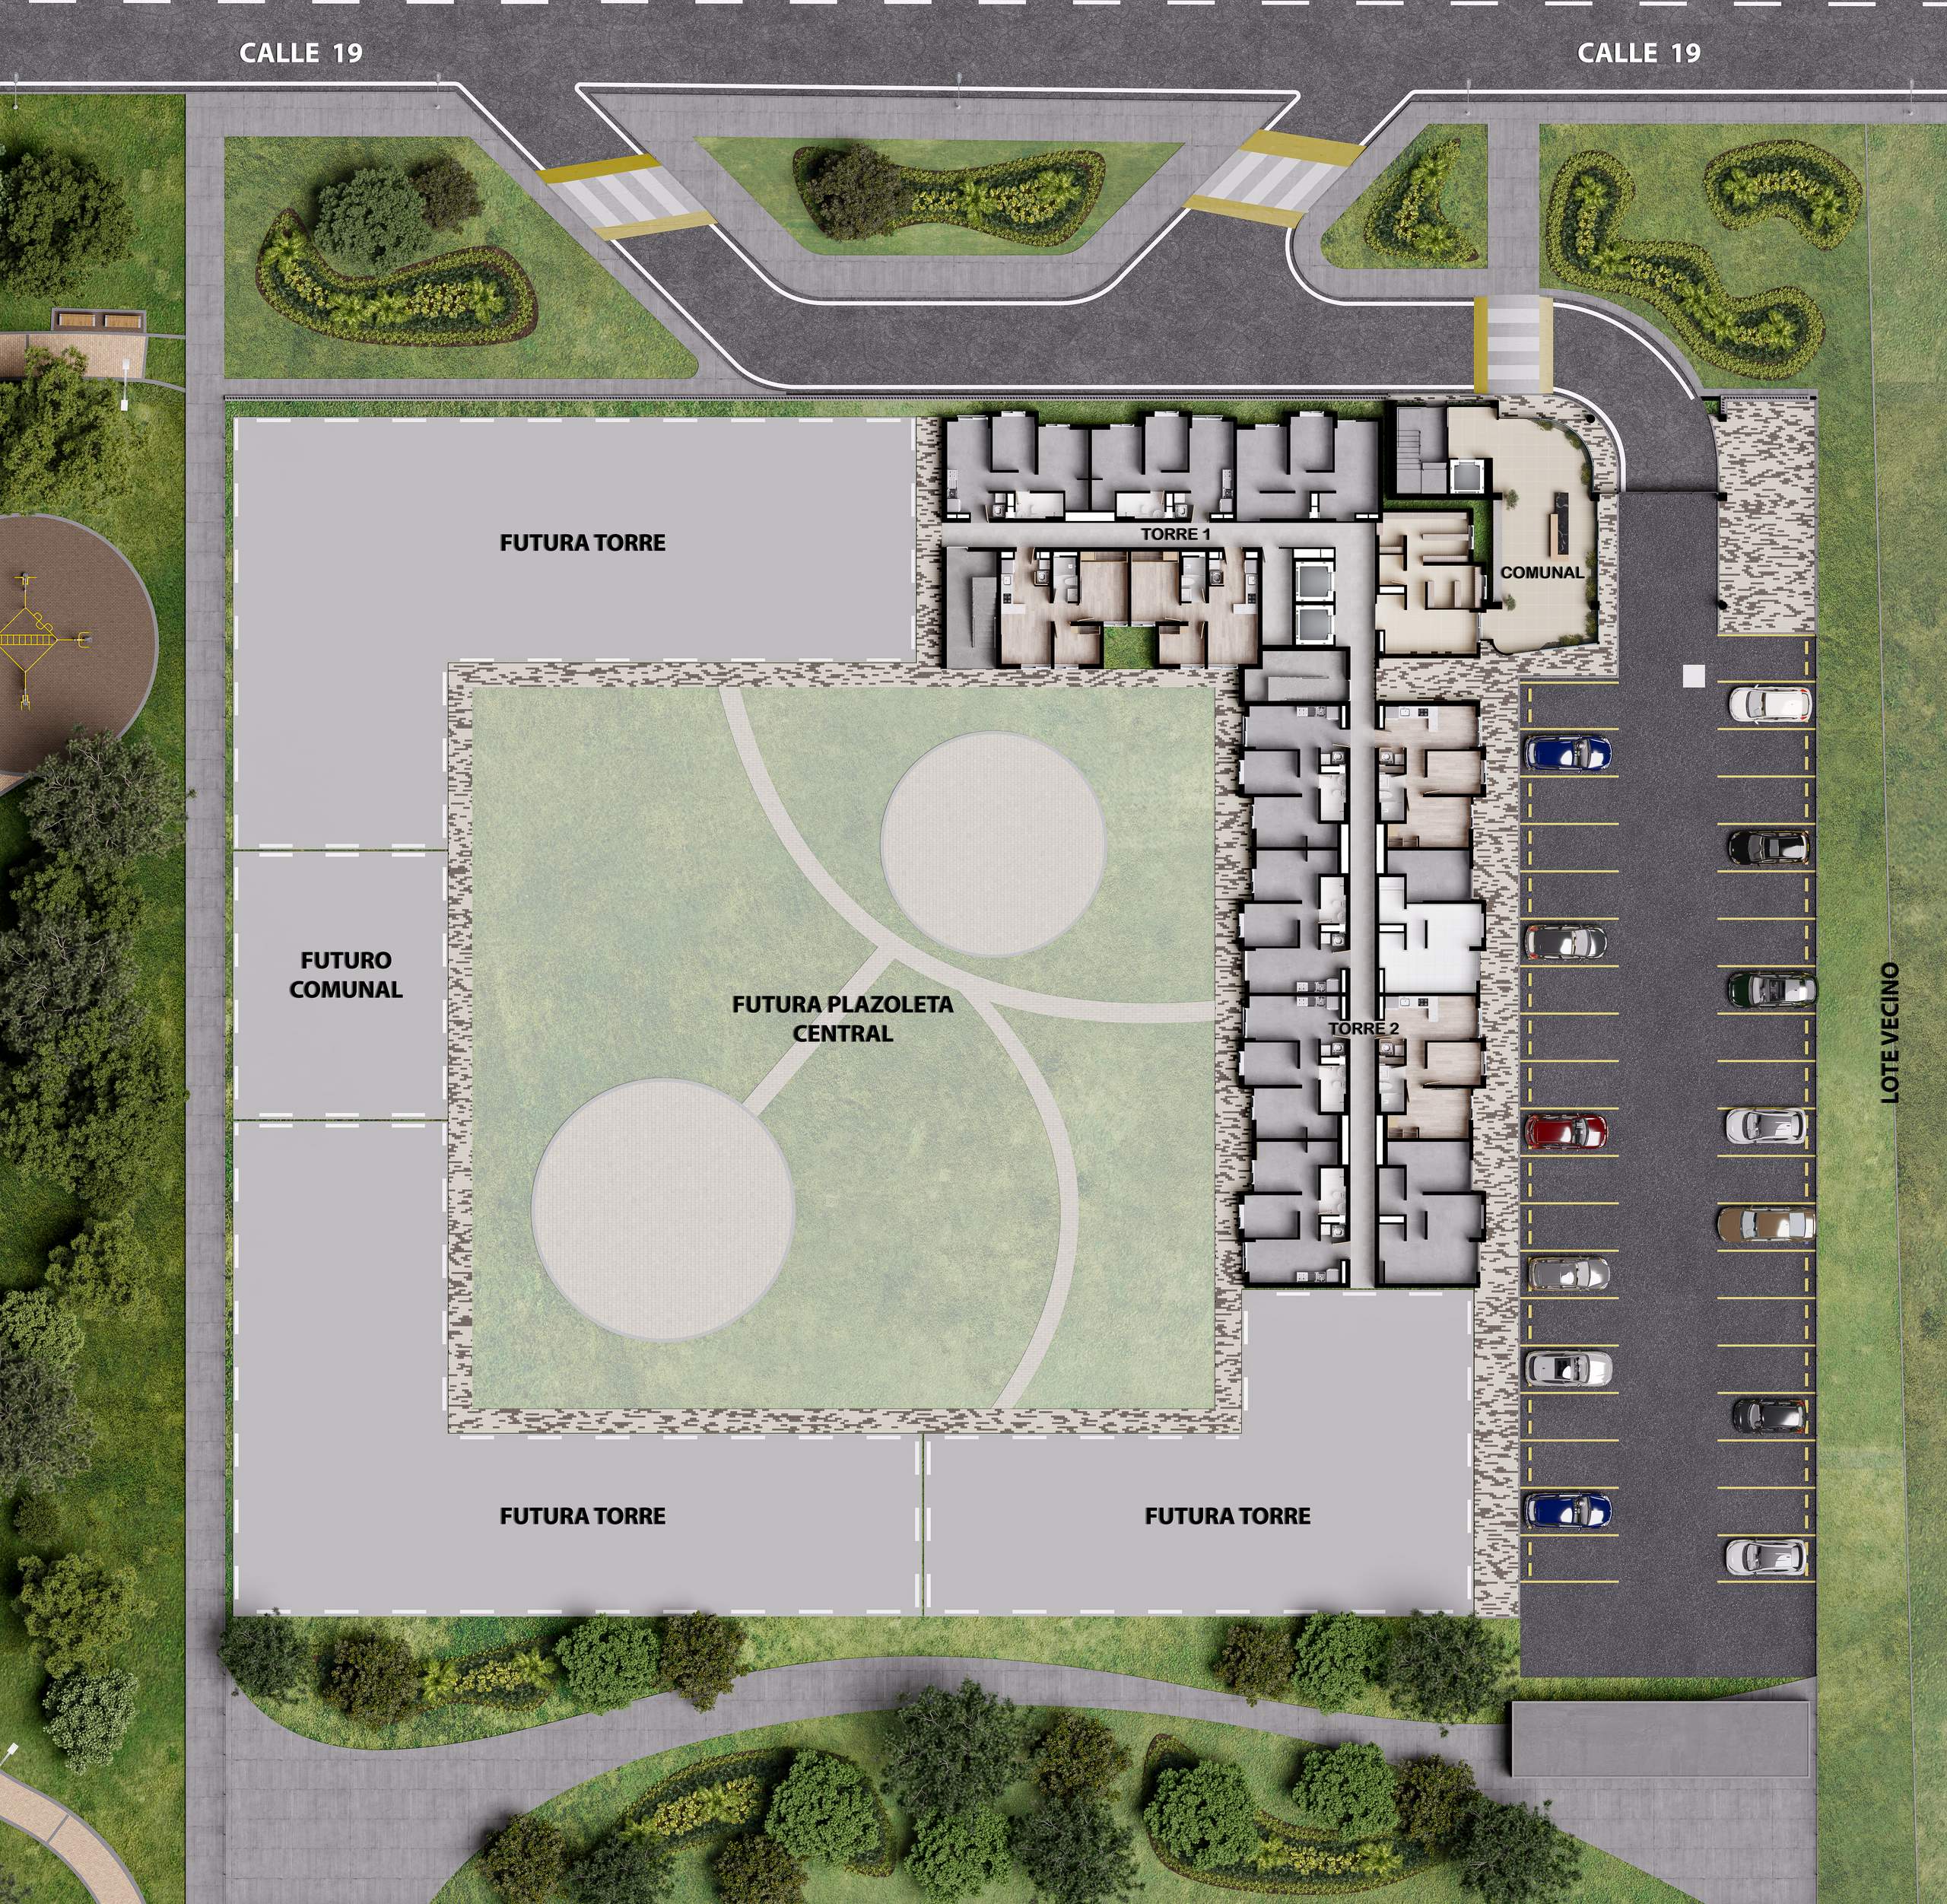 CALLE 19
CALLE 19
FUTURA TORRE
TORRE 1
COMUNAL
FUTURO
COMUNAL
FUTURA PLAZOLETA
CENTRAL
TORRE 2
LOTE VECINO
FUTURA TORRE
FUTURA TORRE